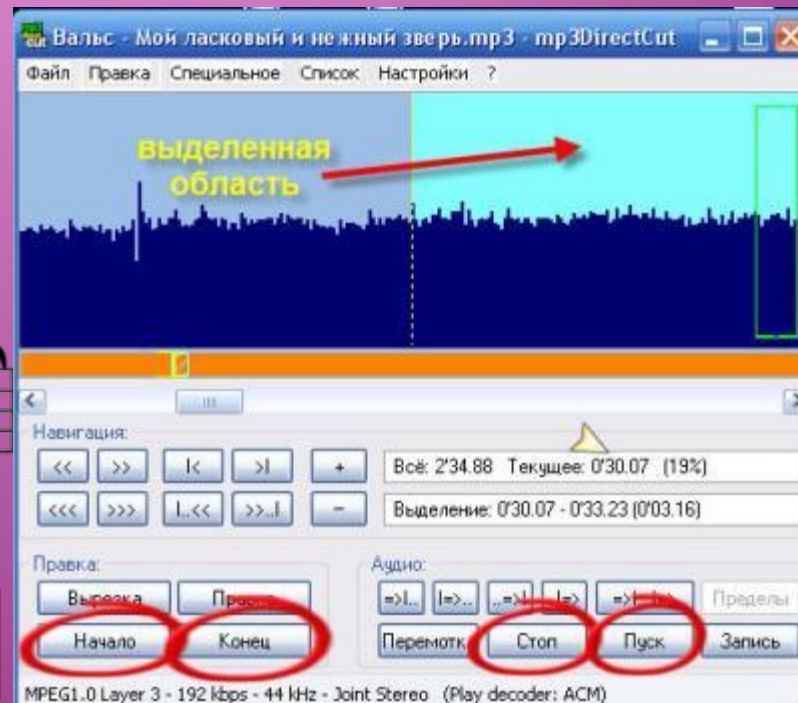 Вальс - Мой ласковый и нежный зверь.mp3 - mp3DirectCut
Файл Правка Специальное Список Настройки ?
выделенная
область
Навигация:
<< >> I< >I +
Всё: 2'34.88 Текущее: 0'30.07 (19%)
<<< >>> I..<< >>..I -
Выделение: 0'30.07 - 0'33.23 (0'03.16)
Правка: Аудио:
Вырезка =>I.. I=>.. ..=>I I=> Пределы
Начало Конец Перемотк Стоп Пуск Запись
MPEG1.0 Layer 3 - 192 kbps - 44 kHz - Joint Stereo (Play decoder: ACM)